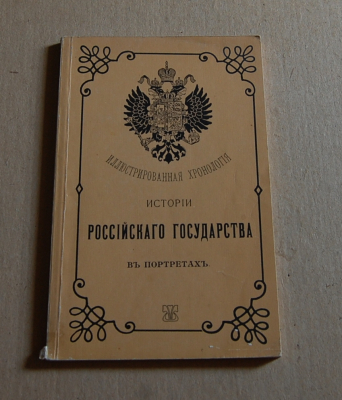 ИЛЛЮСТРИРОВАННАЯ ХРОНОЛОГІЯ
ИСТОРІИ
РОССІЙСКАГО ГОСУДАРСТВА
ВЪ ПОРТРЕТАХЪ